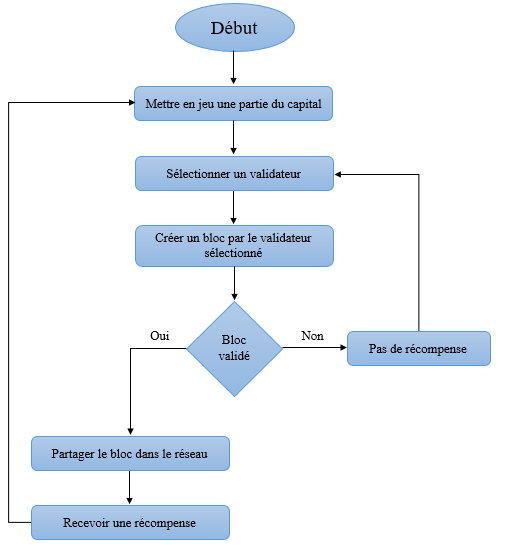 Début
Mettre en jeu une partie du capital
Sélectionner un validateur
Créer un bloc par le validateur
sélectionné
Bloc
validé
Oui
Non
Pas de récompense
Partager le bloc dans le réseau
Recevoir une récompense